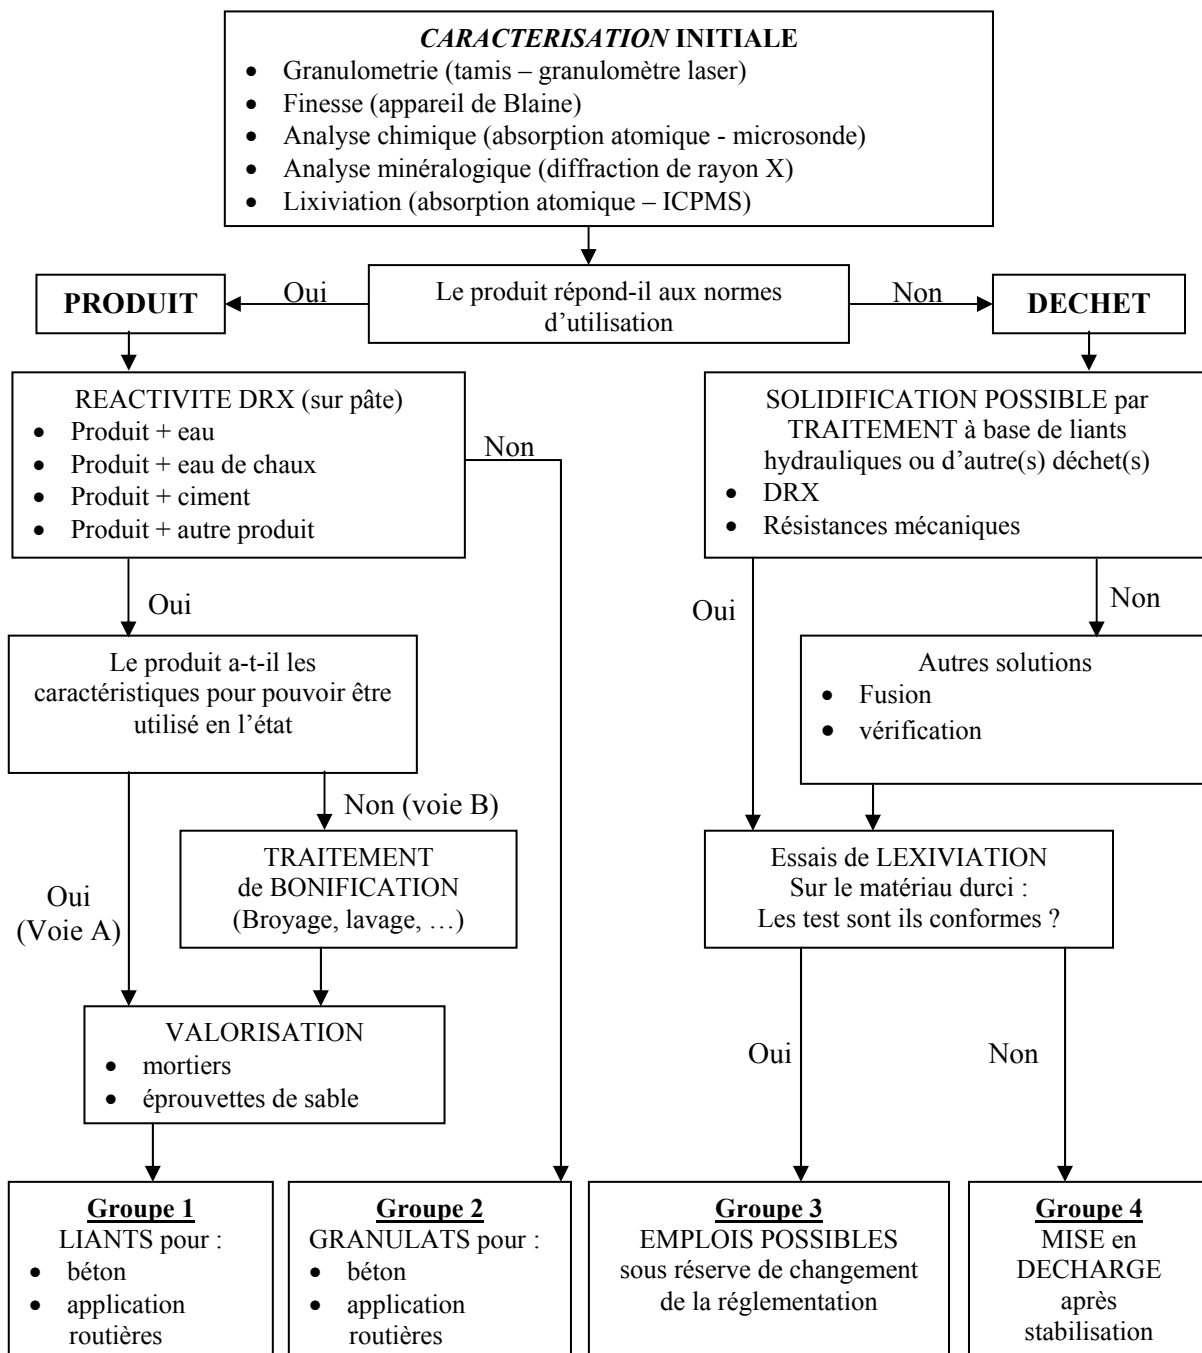 CARACTERISATION INITIALE
• Granulometrie (tamis – granulomètre laser)
• Finesse (appareil de Blaine)
• Analyse chimique (absorption atomique - microsonde)
• Analyse minéralogique (diffraction de rayon X)
• Lixiviation (absorption atomique – ICPMS)
PRODUIT
Oui
Le produit répond-il aux normes
d’utilisation
Non
DECHET
REACTIVITE DRX (sur pâte)
• Produit + eau
• Produit + eau de chaux
• Produit + ciment
• Produit + autre produit
Non
SOLIDIFICATION POSSIBLE par
TRAITEMENT à base de liants
hydrauliques ou d’autre(s) déchet(s)
• DRX
• Résistances mécaniques
Oui
Oui
Non
Le produit a-t-il les
caractéristiques pour pouvoir être
utilisé en l’état
Autres solutions
• Fusion
• vérification
Non (voie B)
Oui
(Voie A)
TRAITEMENT
de BONIFICATION
(Broyage, lavage, …)
Essais de LEXIVIATION
Sur le matériau durci :
Les test sont ils conformes ?
VALORISATION
• mortiers
• éprouvettes de sable
Oui
Non
Groupe 1
LIANTS pour :
• béton
• application
routières
Groupe 2
GRANULATS pour :
• béton
• application
routières
Groupe 3
EMPLOIS POSSIBLES
sous réserve de changement
de la réglementation
Groupe 4
MISE en
DECHARGE
après
stabilisation